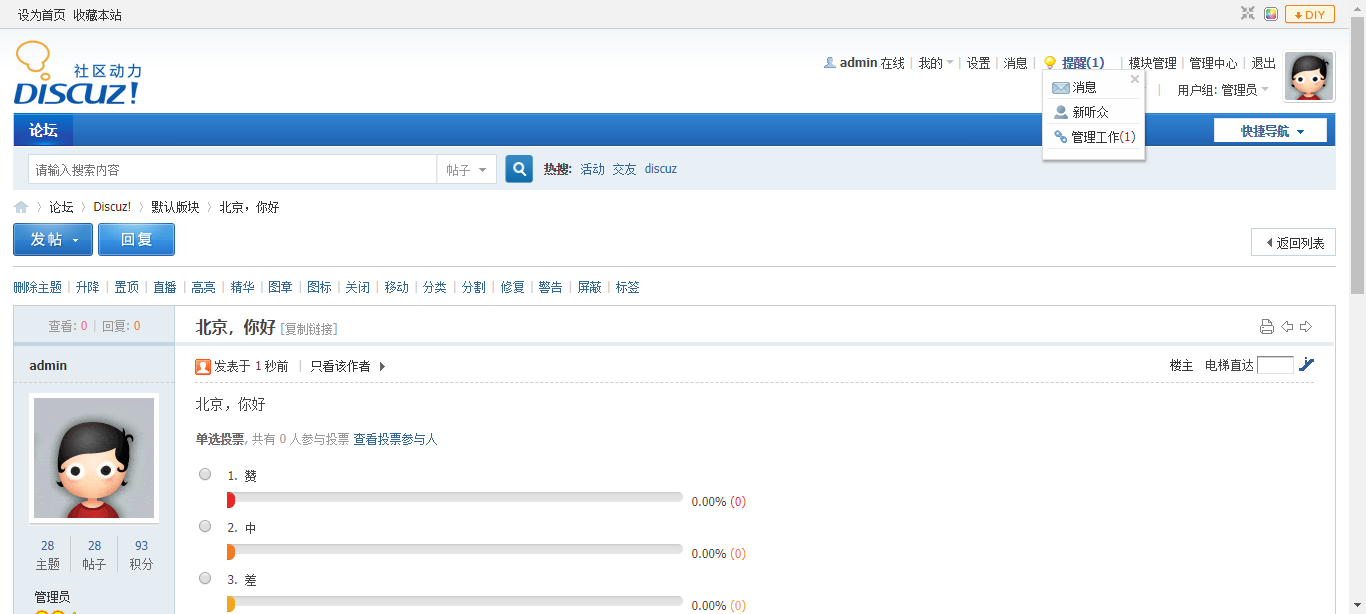 设为首页 收藏本站
DIY
社区动力
DISCUZ!
admin 在线 | 我的 | 设置 | 消息 | 提醒(1) | 模块管理 | 管理中心 | 退出
消息
| 用户组: 管理员
新听众
管理工作(1)
论坛
快捷导航
请输入搜索内容
帖子
热搜: 活动 交友 discuz
论坛 〉 Discuz! 〉 默认版块 〉 北京，你好
发帖
回复
返回列表
删除主题 | 升降 | 置顶 | 直播 | 高亮 | 精华 | 图章 | 图标 | 关闭 | 移动 | 分类 | 分割 | 修复 | 警告 | 屏蔽 | 标签
查看: 0 | 回复: 0
北京，你好 [复制链接]
admin
发表于 1 秒前 | 只看该作者
楼主 电梯直达
北京，你好
单选投票, 共有 0 人参与投票 查看投票参与人
1. 赞
0.00% (0)
2. 中
0.00% (0)
3. 差
0.00% (0)
28 28 93
主题 帖子 积分
管理员